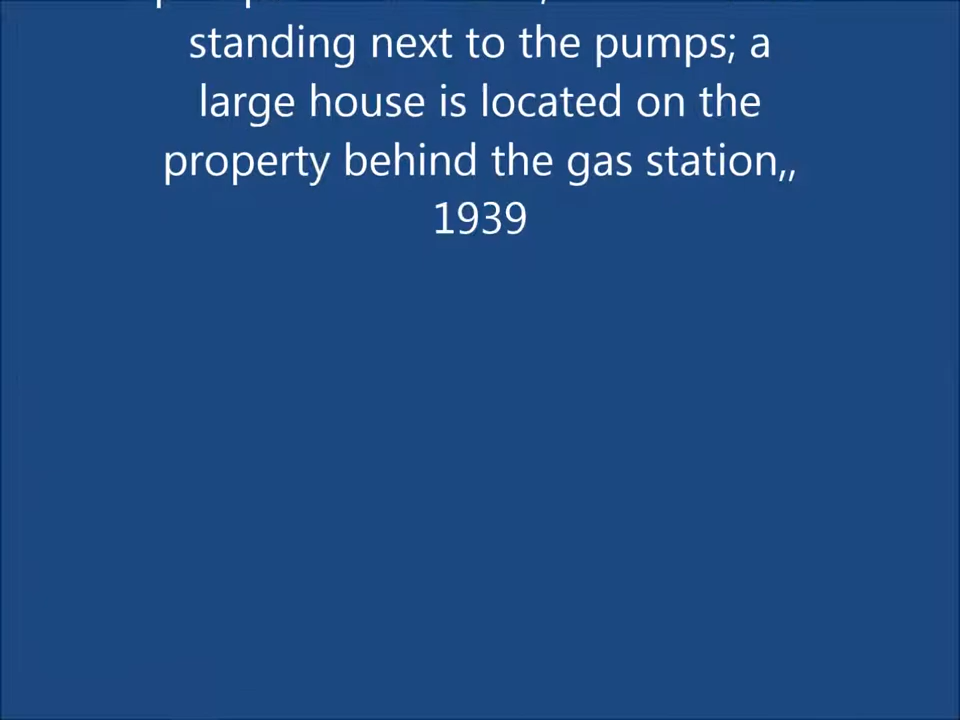 standing next to the pumps; a
large house is located on the
property behind the gas station,,
1939